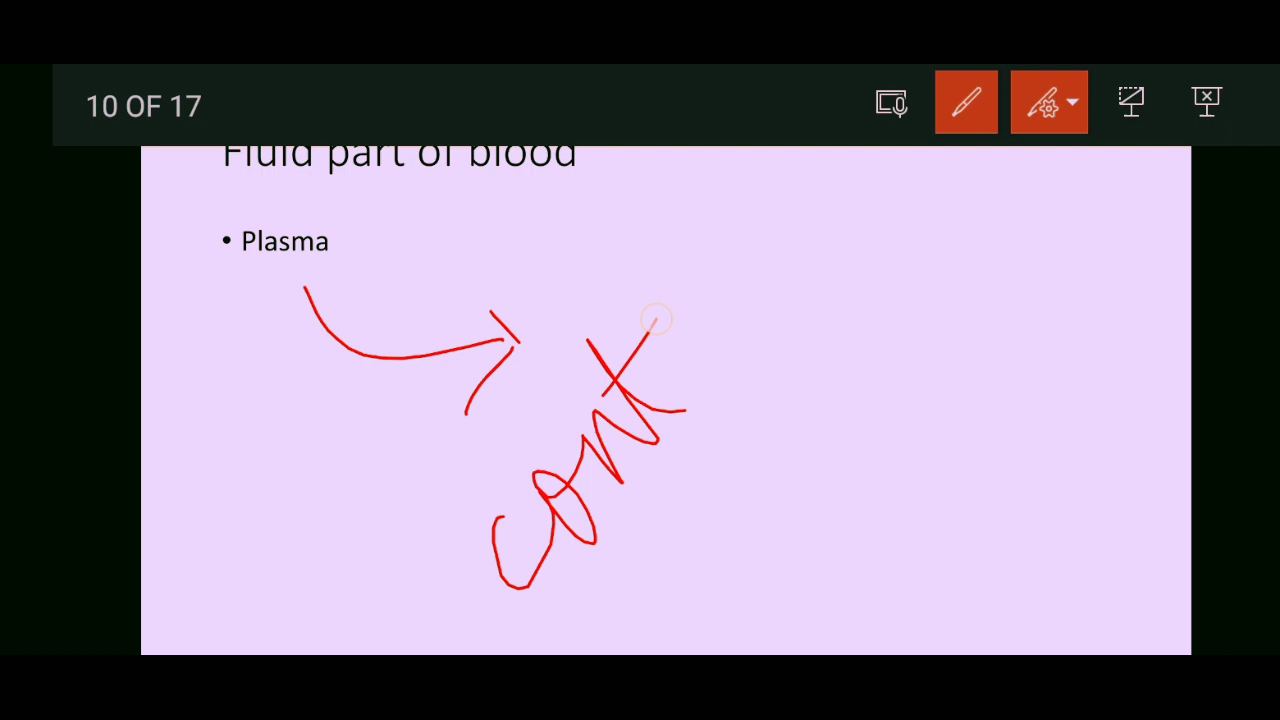 10 OF 17
Fluid part of blood
• Plasma
cont